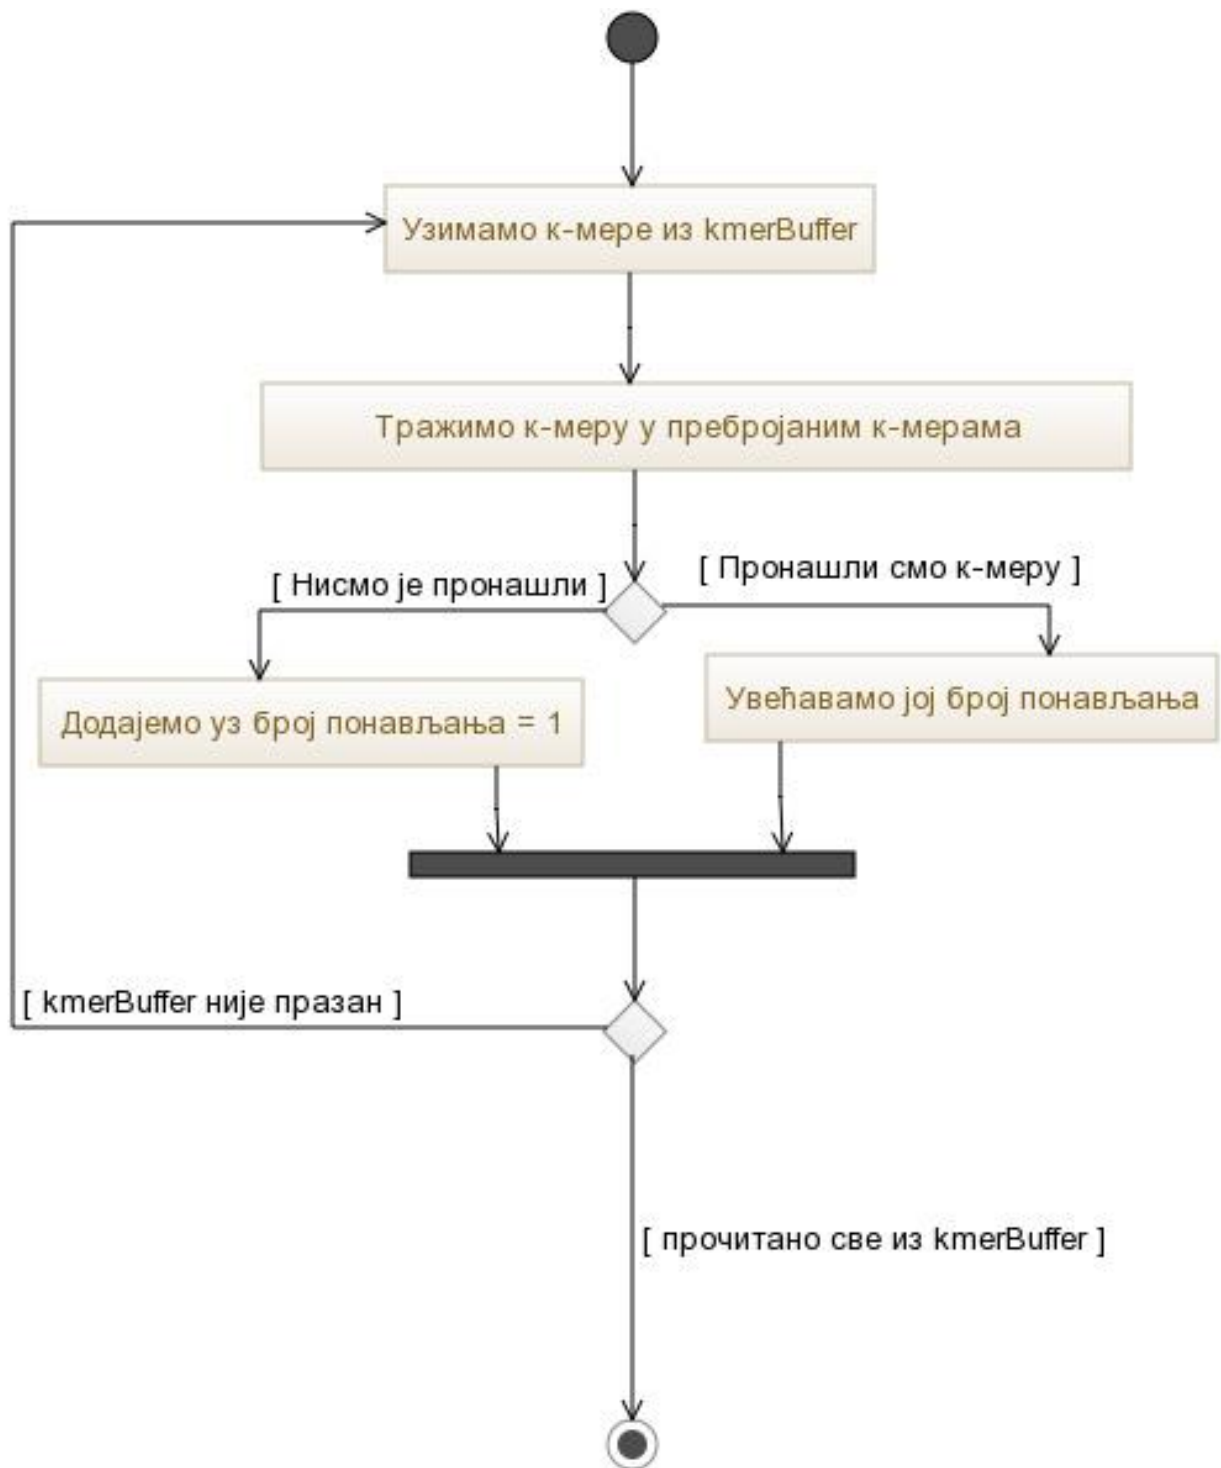 Узимамо к-мере из kmerBuffer
Тражимо к-меру у пребројаним к-мерама
[ Нисмо је пронашли ]
[ Пронашли смо к-меру ]
Додајемо уз број понављања = 1
Увећавамо јој број понављања
[ kmerBuffer није празан ]
[ прочитано све из kmerBuffer ]